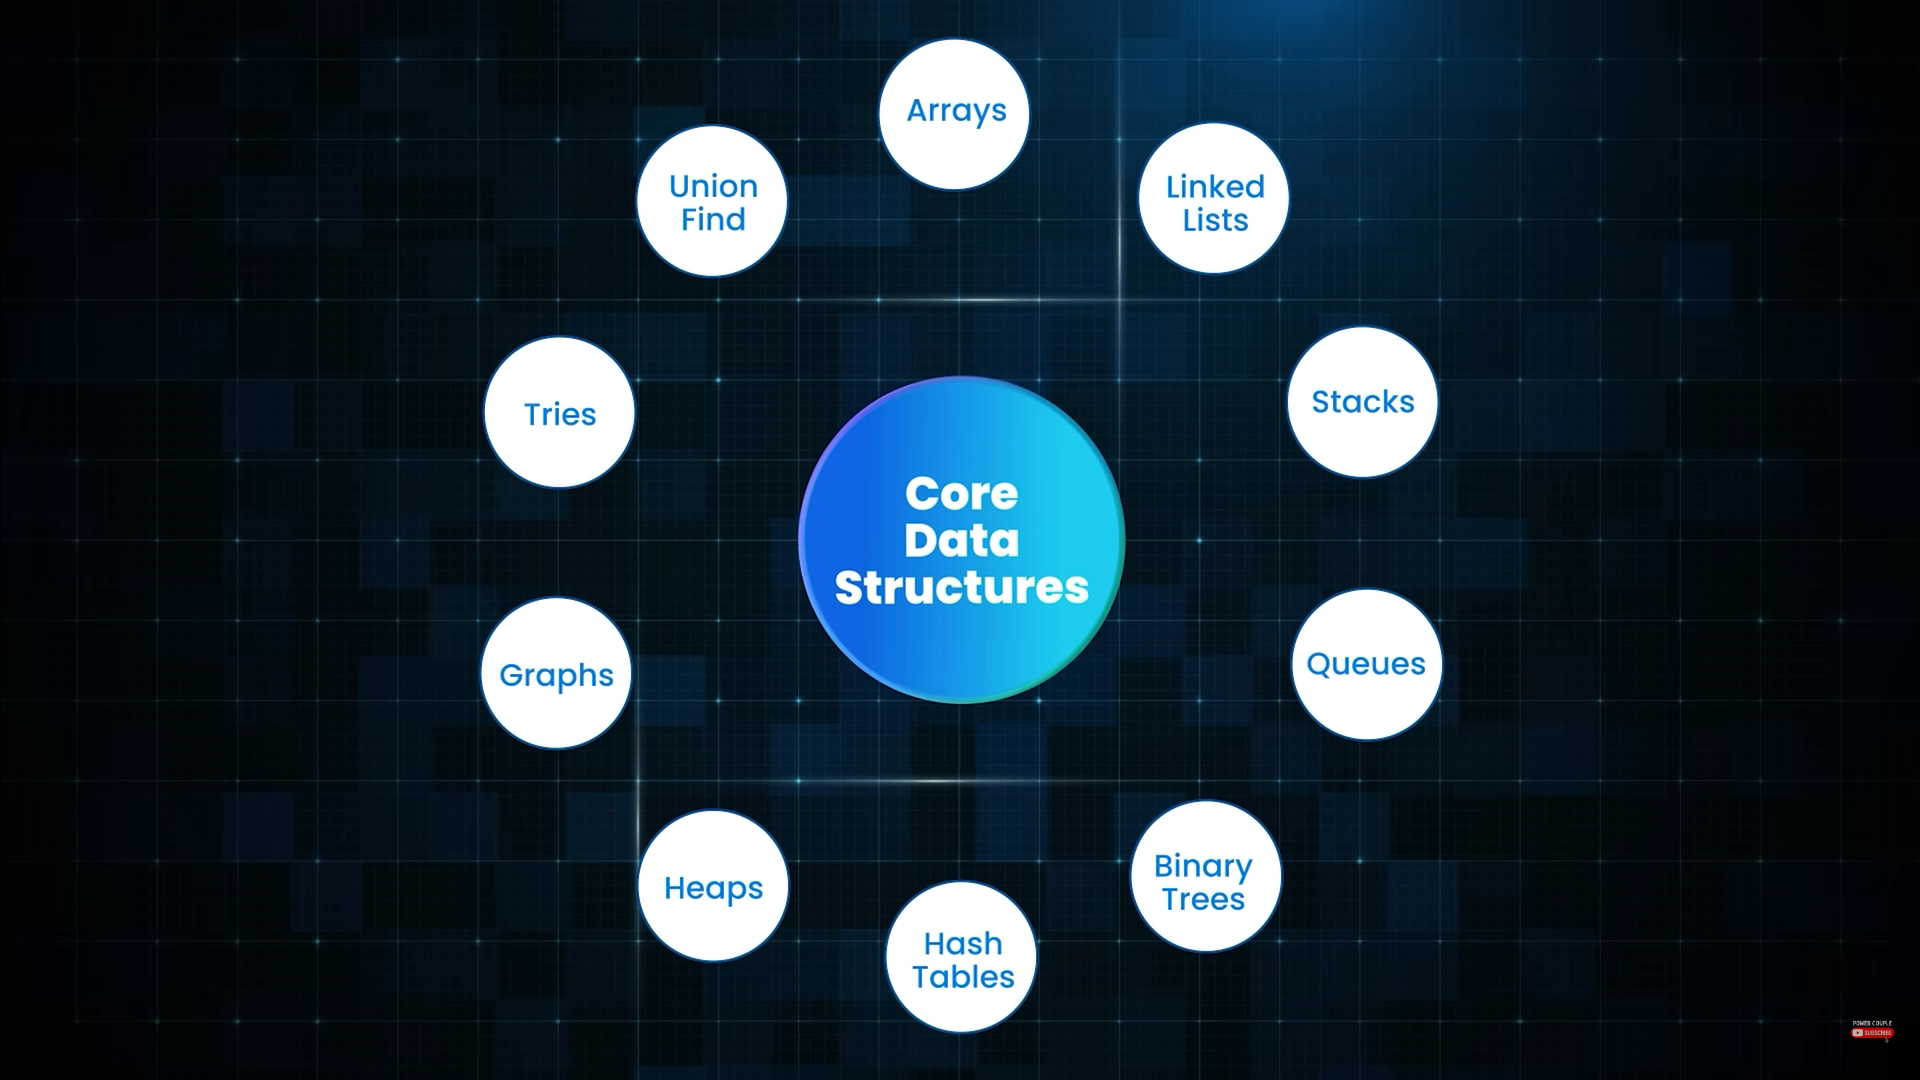 Arrays
Union
Find
Linked
Lists
Tries
Stacks
Core
Data
Structures
Graphs
Queues
Heaps
Binary
Trees
Hash
Tables
POWER COUPLE
SUBSCRIBE